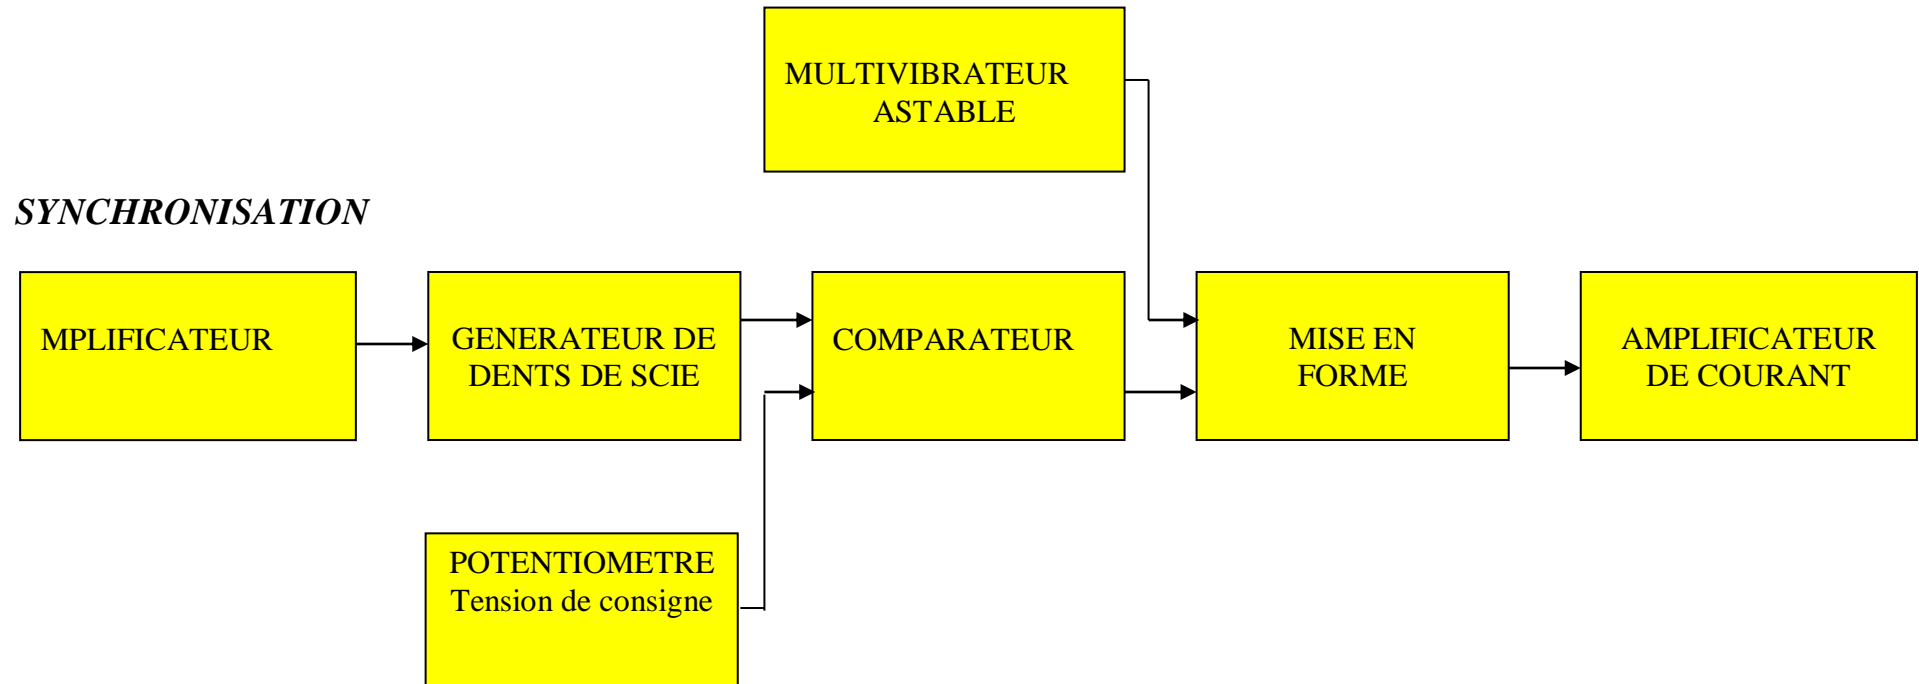 MULTIVIBRATEUR
ASTABLE
SYNCHRONISATION
MPLIFICATEUR
GENERATEUR DE
DENTS DE SCIE
COMPARATEUR
MISE EN
FORME
AMPLIFICATEUR
DE COURANT
POTENTIOMETRE
Tension de consigne